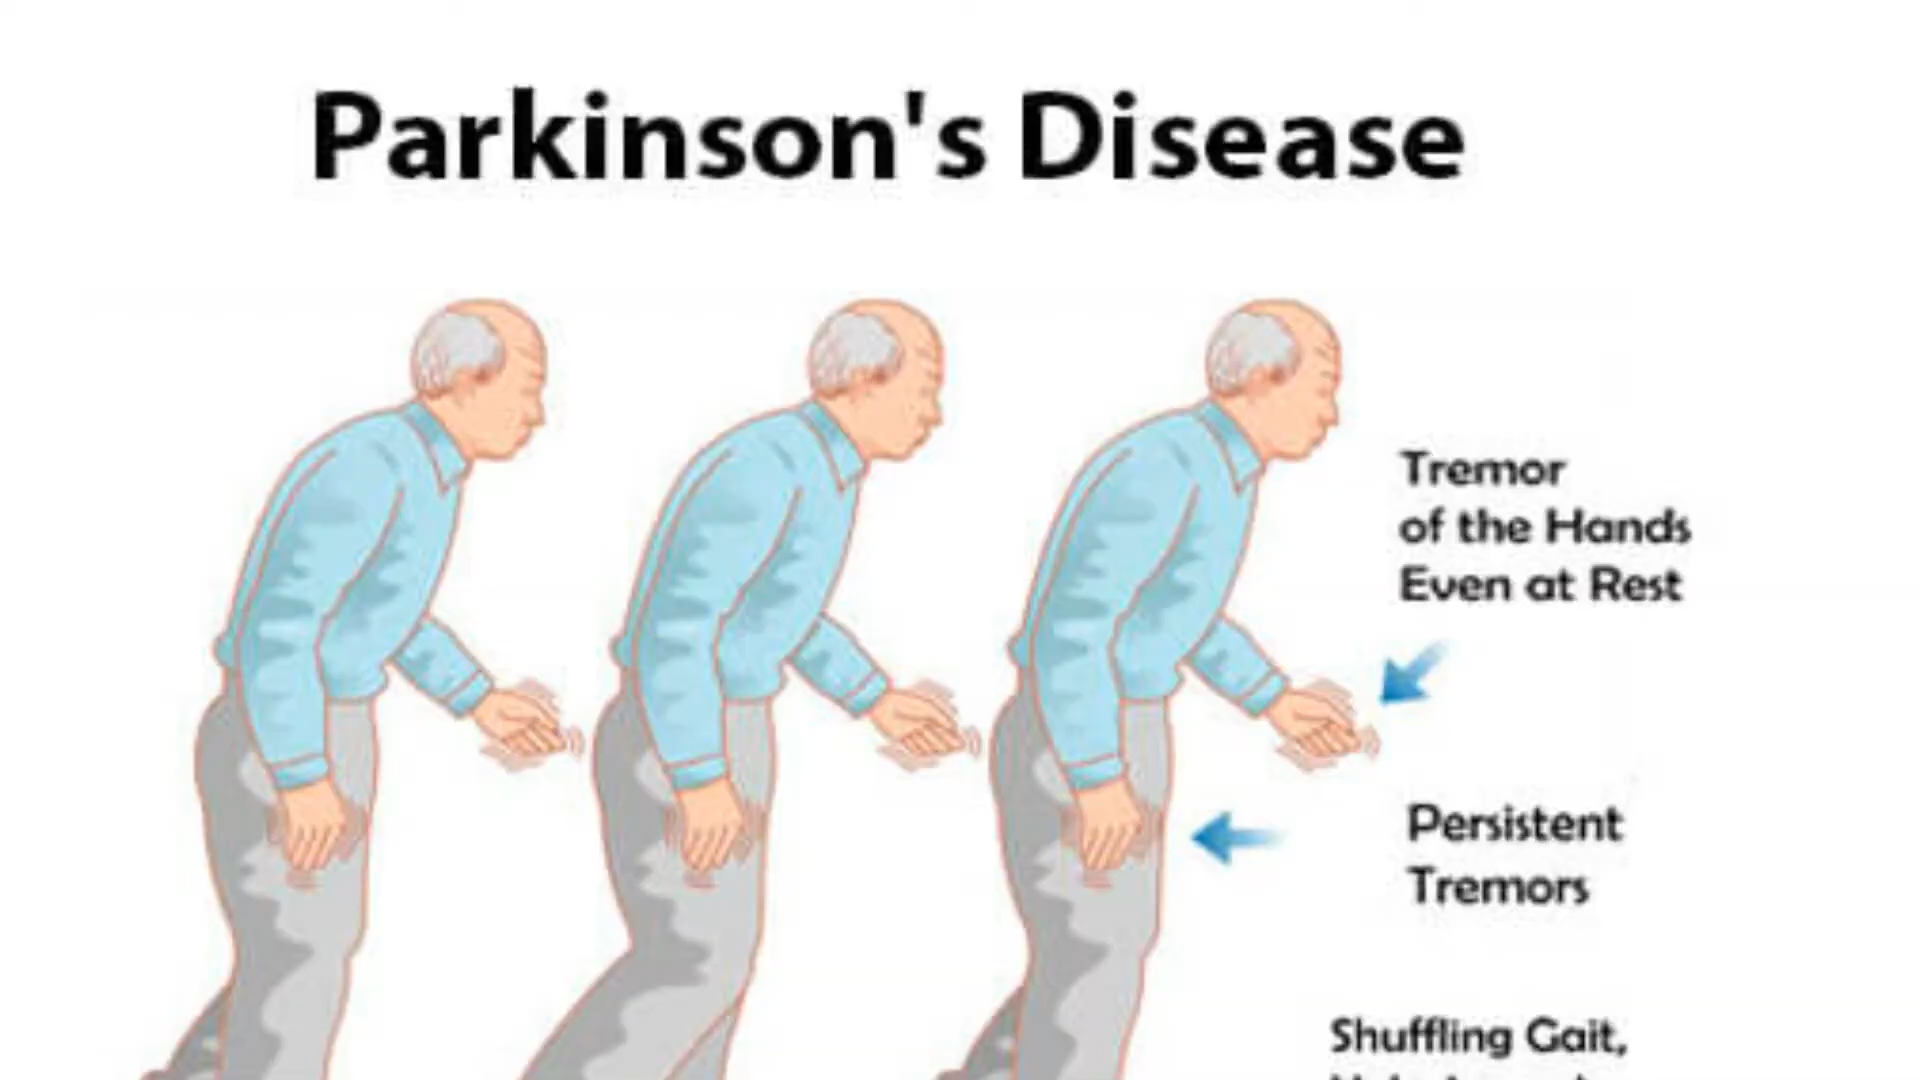 Parkinson's Disease
Tremor
of the Hands
Even at Rest
Persistent
Tremors
Shuffling Gait,